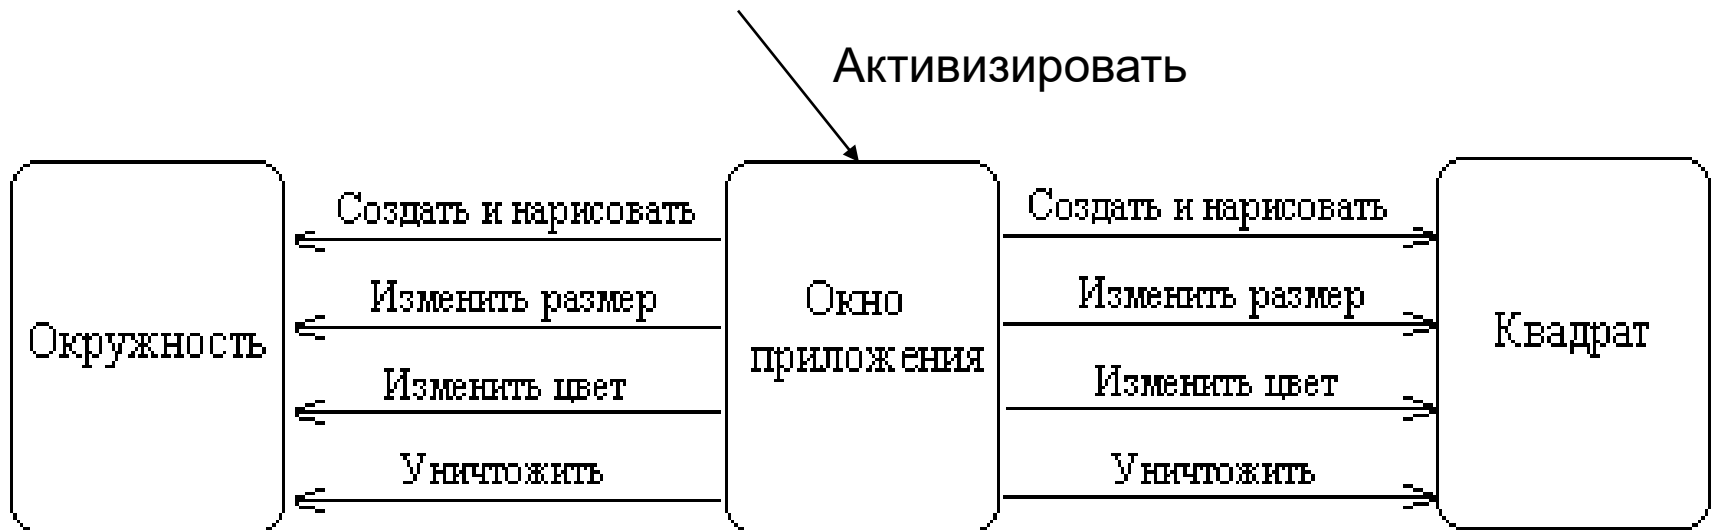 Активизировать
Создать и нарисовать
Создать и нарисовать
Изменить размер
Изменить размер
Окружность
Окно
приложения
Квадрат
Изменить цвет
Изменить цвет
Уничтожить
Уничтожить